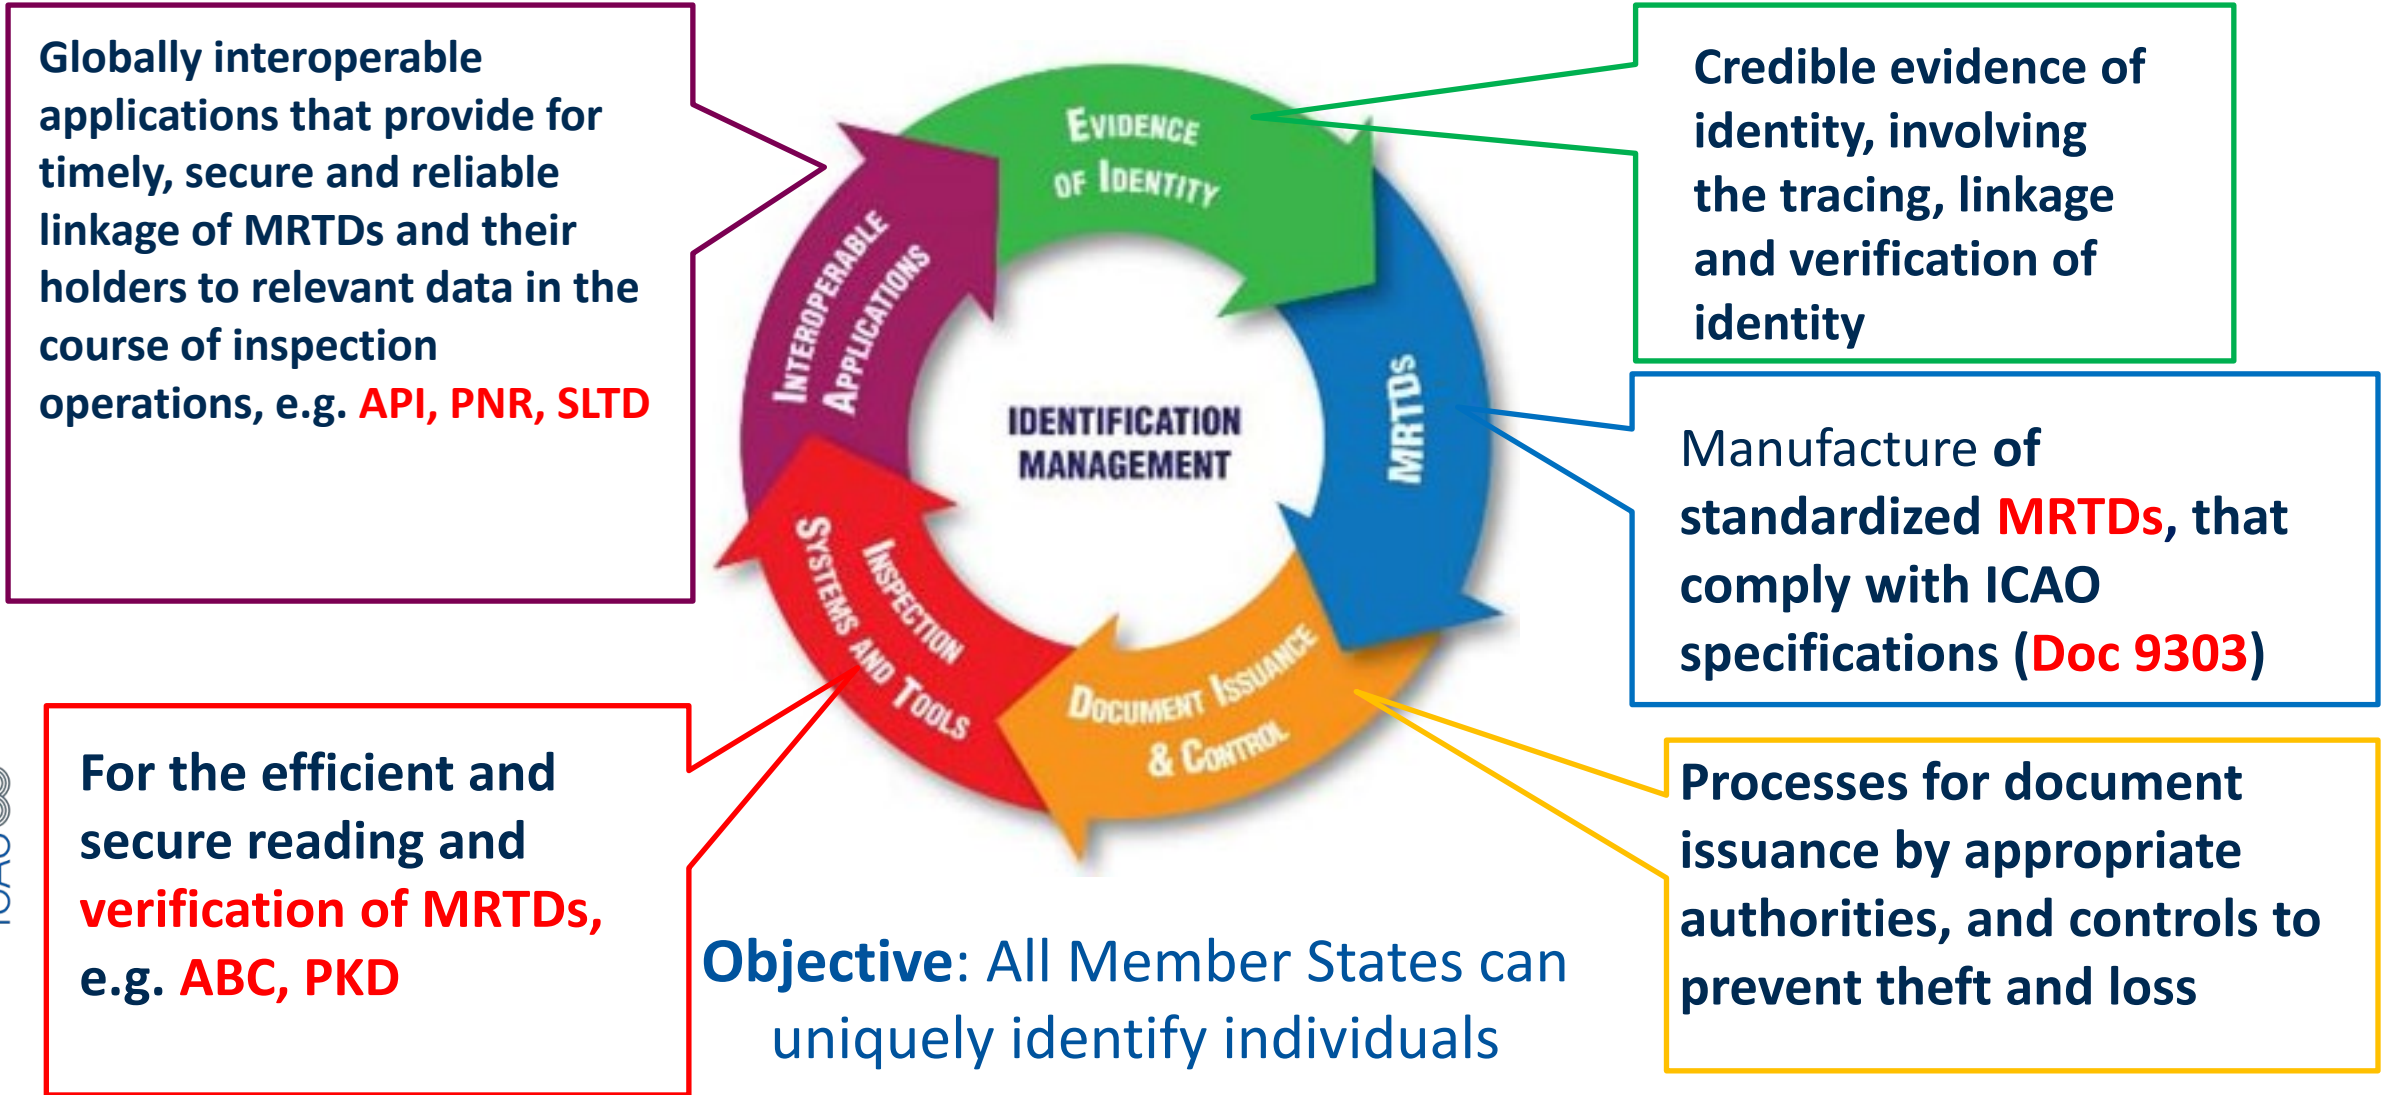 Globally interoperable
applications that provide for
timely, secure and reliable
linkage of MRTDs and their
holders to relevant data in the
course of inspection
operations, e.g. API, PNR, SLTD
EVIDENCE
OF IDENTITY
Credible evidence of
identity, involving
the tracing, linkage
and verification of
identity
INTEROPERABLE
APPLICATIONS
IDENTIFICATION
MANAGEMENT
MRTDs
Manufacture of
standardized MRTDs, that
comply with ICAO
specifications (Doc 9303)
INSPECTION
SYSTEMS AND TOOLS
DOCUMENT ISSUANCE
& CONTROL
For the efficient and
secure reading and
verification of MRTDs,
e.g. ABC, PKD
Processes for document
issuance by appropriate
authorities, and controls to
prevent theft and loss
Objective: All Member States can
uniquely identify individuals